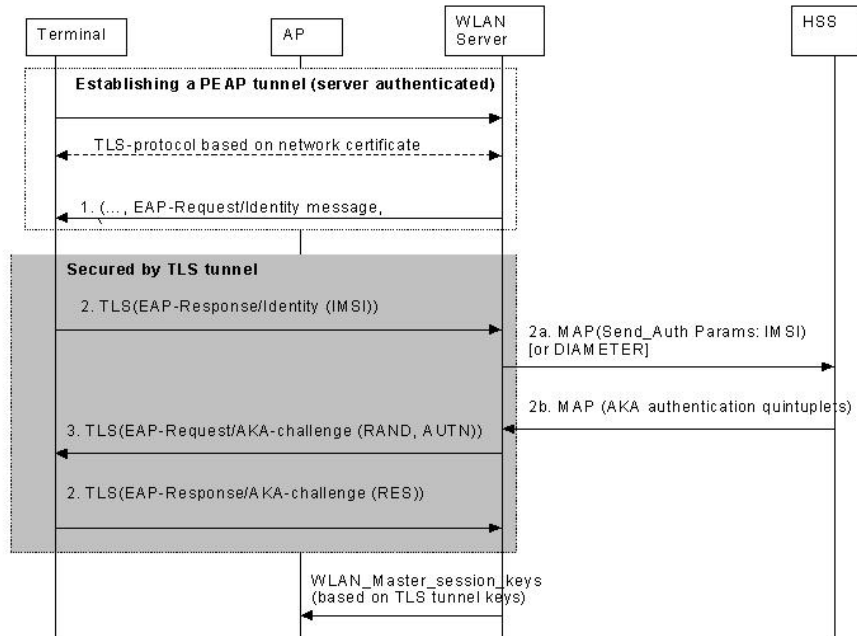 Terminal
AP
WLAN
Server
HSS
Establishing a PEAP tunnel (server authenticated)
TLS-protocol based on network certificate
1. (..., EAP-Request/Identity message,
Secured by TLS tunnel
2. TLS(EAP-Response/Identity (IMSI))
2a. MAP(Send_Auth Params: IMSI)
[or DIAMETER]
2b. MAP (AKA authentication quintuplets)
3. TLS(EAP-Request/AKA-challenge (RAND, AUTN))
2. TLS(EAP-Response/AKA-challenge (RES))
WLAN_Master_session_keys
(based on TLS tunnel keys)